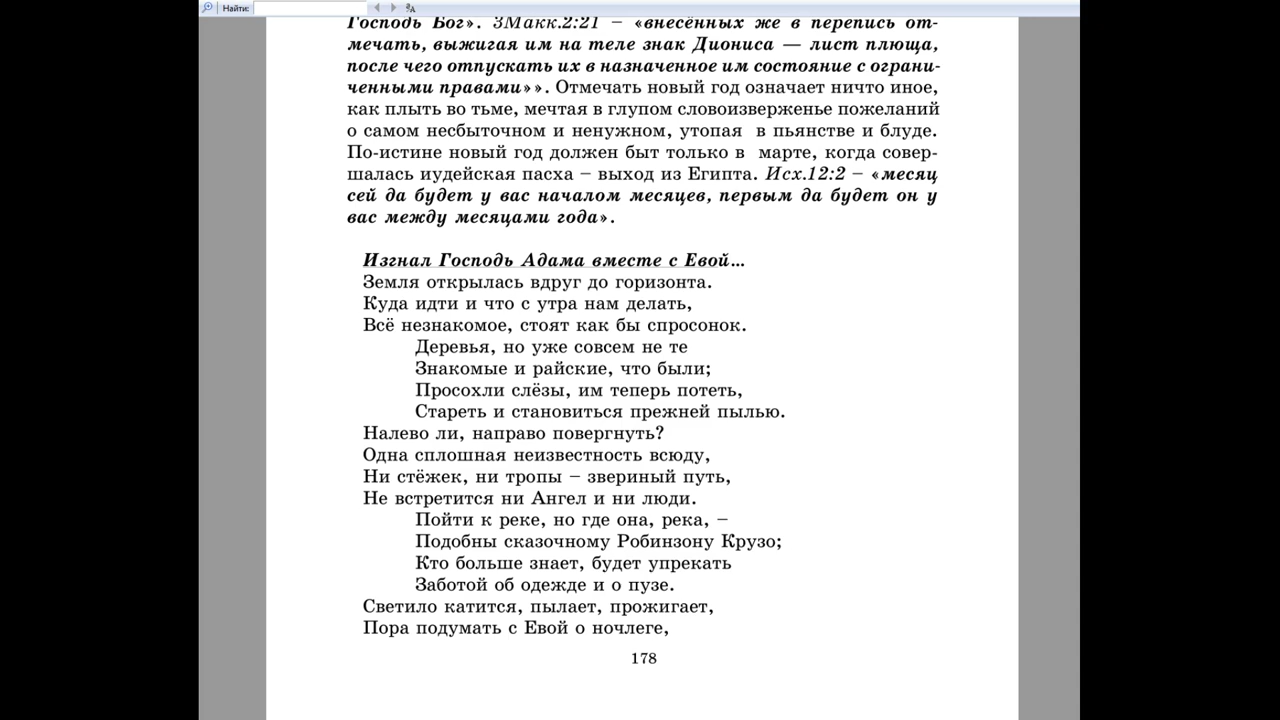 Найти:
Господь Бог». 3Макк.2:21 – «внесённых же в перепись от-
мечать, выжигая им на теле знак Диониса — лист плюща,
после чего отпускать их в назначенное им состояние с ограни-
ченными правами»». Отмечать новый год означает ничто иное,
как плыть во тьме, мечтая в глупом словоизверженье пожеланий
о самом несбыточном и ненужном, утопая в пьянстве и блуде.
По-истине новый год должен быт только в марте, когда совер-
шалась иудейская пасха – выход из Египта. Исх.12:2 – «месяц
сей да будет у вас началом месяцев, первым да будет он у
вас между месяцами года».
Изгнал Господь Адама вместе с Евой...
Земля открылась вдруг до горизонта.
Куда идти и что с утра нам делать,
Всё незнакомое, стоят как бы спросонок.
Деревья, но уже совсем не те
Знакомые и райские, что были;
Просохли слёзы, им теперь потеть,
Стареть и становиться прежней пылью.
Налево ли, направо повергнуть?
Одна сплошная неизвестность всюду,
Ни стёжек, ни тропы – звериный путь,
Не встретится ни Ангел и ни люди.
Пойти к реке, но где она, река, –
Подобны сказочному Робинзону Крузо;
Кто больше знает, будет упрекать
Заботой об одежде и о пузе.
Светило катится, пылает, прожигает,
Пора подумать с Евой о ночлеге,
178